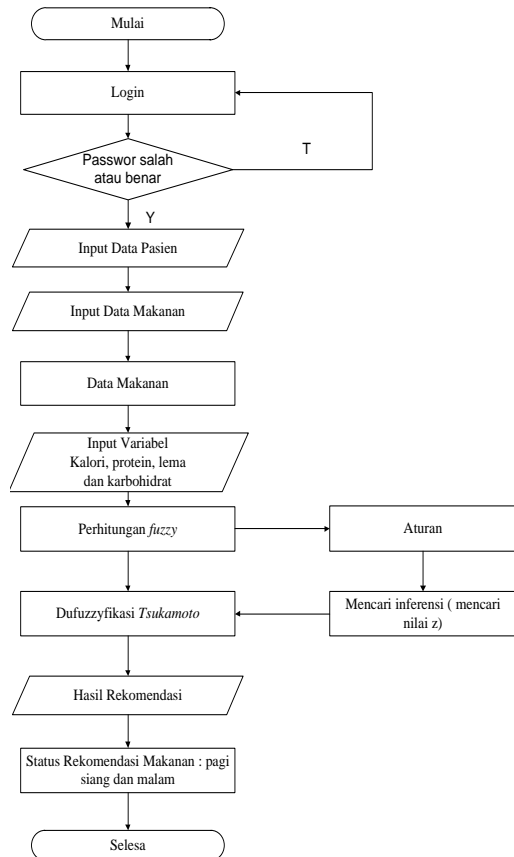 Mulai
Login
Passwor salah
atau benar
T
Y
Input Data Pasien
Input Data Makanan
Data Makanan
Input Variabel
Kalori, protein, lema
dan karbohidrat
Perhitungan fuzzy
Aturan
Dufuzzyfikasi Tsukamoto
Mencari inferensi ( mencari
nilai z)
Hasil Rekomendasi
Status Rekomendasi Makanan : pagi
siang dan malam
Selesa